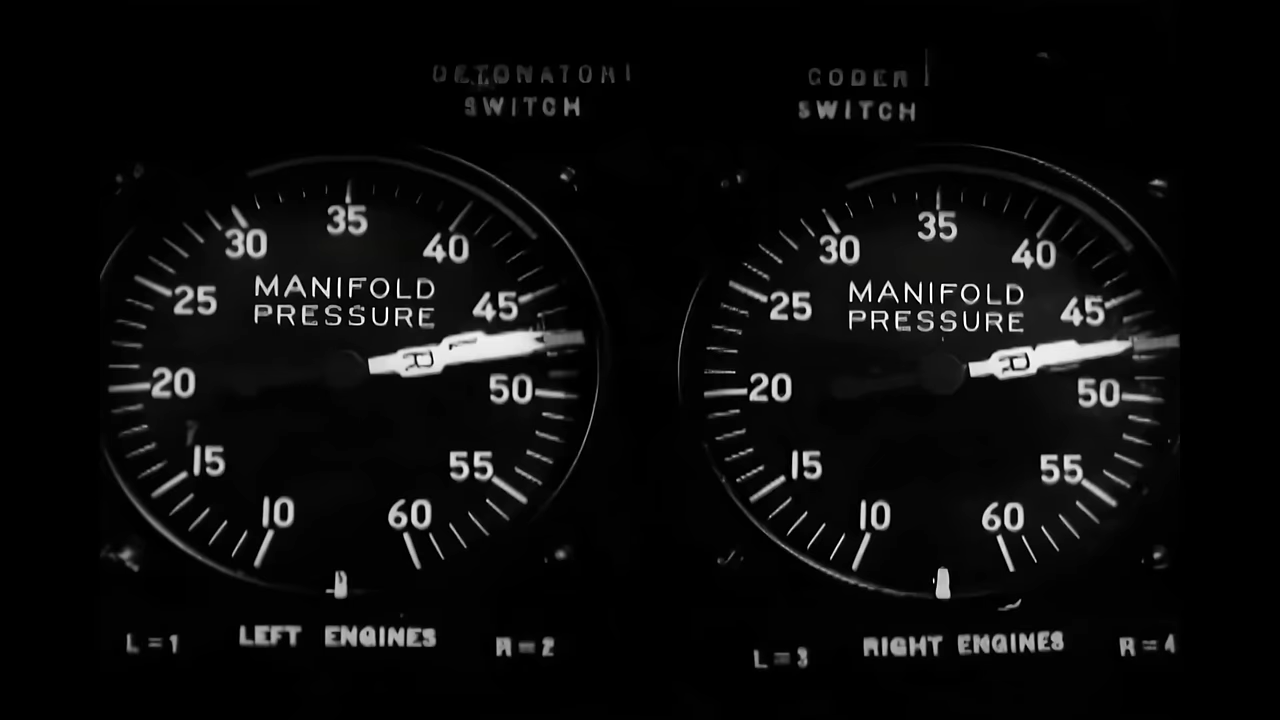 DETONATOR
SWITCH
CODER
SWITCH
35
30
40
25
45
MANIFOLD
PRESSURE
R L
20
50
15
55
10
60
L = 1
LEFT ENGINES
R = 2
35
30
40
25
45
MANIFOLD
PRESSURE
R
20
50
15
55
10
60
L = 3
RIGHT ENGINES
R = 4